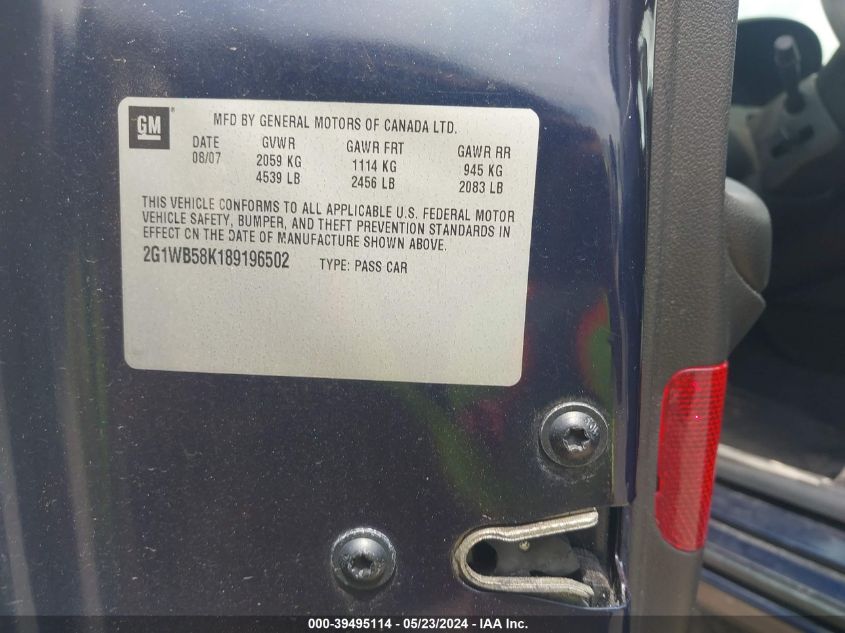 GM ®
MFD BY GENERAL MOTORS OF CANADA LTD.
DATE GVWR GAWR FRT GAWR RR
08/07 2059 KG 1114 KG 945 KG
4539 LB 2456 LB 2083 LB
THIS VEHICLE CONFORMS TO ALL APPLICABLE U.S. FEDERAL MOTOR
VEHICLE SAFETY, BUMPER, AND THEFT PREVENTION STANDARDS IN
EFFECT ON THE DATE OF MANUFACTURE SHOWN ABOVE.
2G1WB58K189196502 TYPE: PASS CAR
000-39495114 - 05/23/2024 - IAAI Inc.